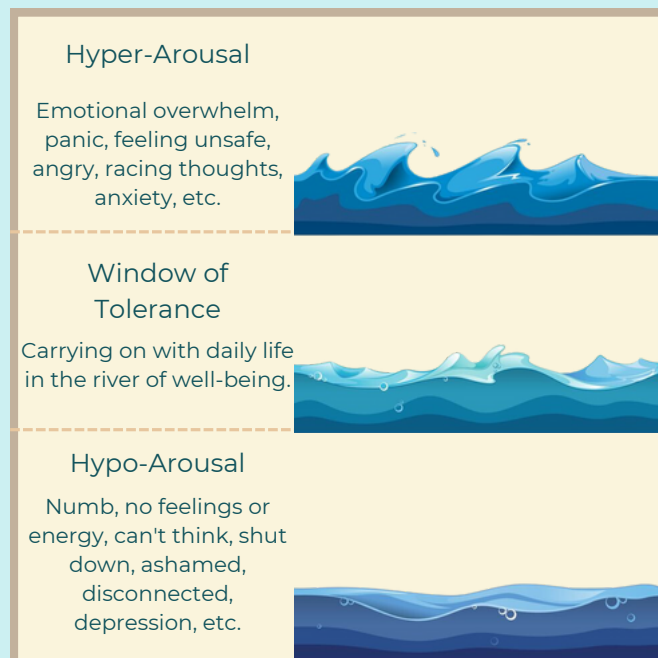 Hyper-Arousal
Emotional overwhelm,
panic, feeling unsafe,
angry, racing thoughts,
anxiety, etc.
Window of
Tolerance
Carrying on with daily life
in the river of well-being.
Hypo-Arousal
Numb, no feelings or
energy, can't think, shut
down, ashamed,
disconnected,
depression, etc.